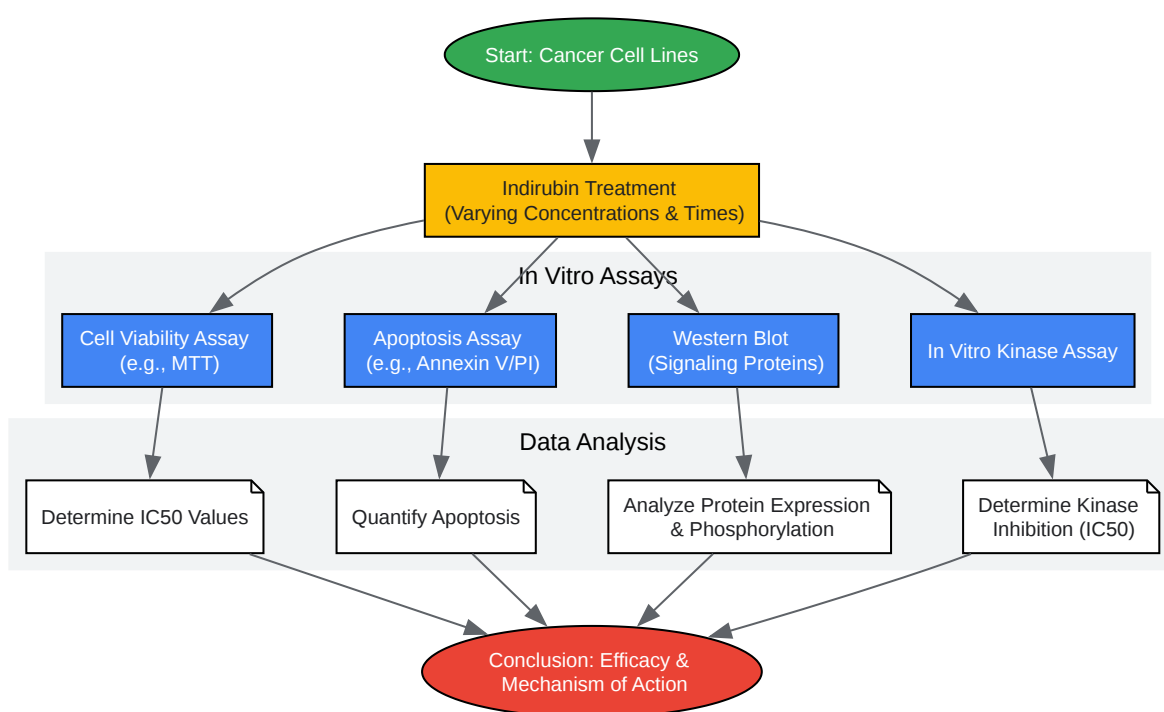 Start: Cancer Cell Lines
Indirubin Treatment
(Varying Concentrations & Times)
In Vitro Assays
Cell Viability Assay
(e.g., MTT)
Apoptosis Assay
(e.g., Annexin V/PI)
Western Blot
(Signaling Proteins)
In Vitro Kinase Assay
Data Analysis
Determine IC50 Values
Quantify Apoptosis
Analyze Protein Expression
& Phosphorylation
Determine Kinase
Inhibition (IC50)
Conclusion: Efficacy &
Mechanism of Action